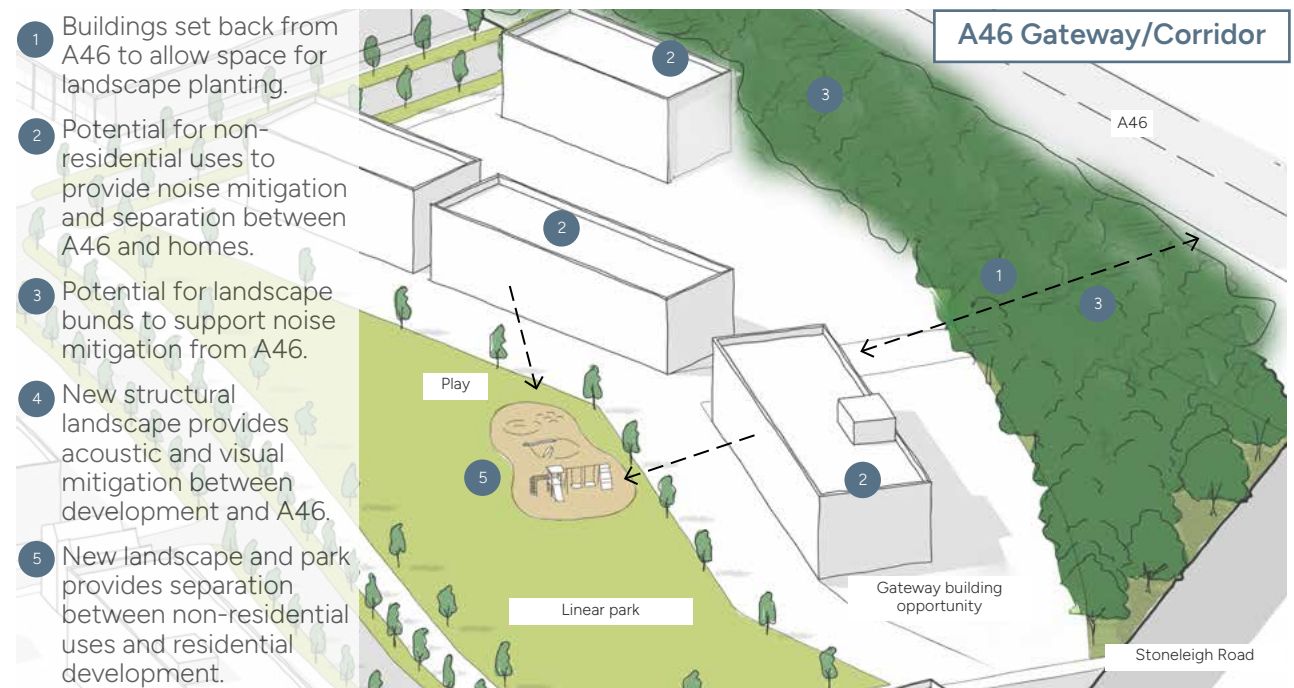 A46 Gateway/Corridor
1
Buildings set back from
A46 to allow space for
landscape planting.
2
Potential for non-
residential uses to
provide noise mitigation
and separation between
A46 and homes.
3
Potential for landscape
bunds to support noise
mitigation from A46.
4
New structural
landscape provides
acoustic and visual
mitigation between
development and A46.
5
New landscape and park
provides separation
between non-residential
uses and residential
development.
2
3
A46
2
1
3
Play
5
2
Gateway building
opportunity
Linear park
Stoneleigh Road